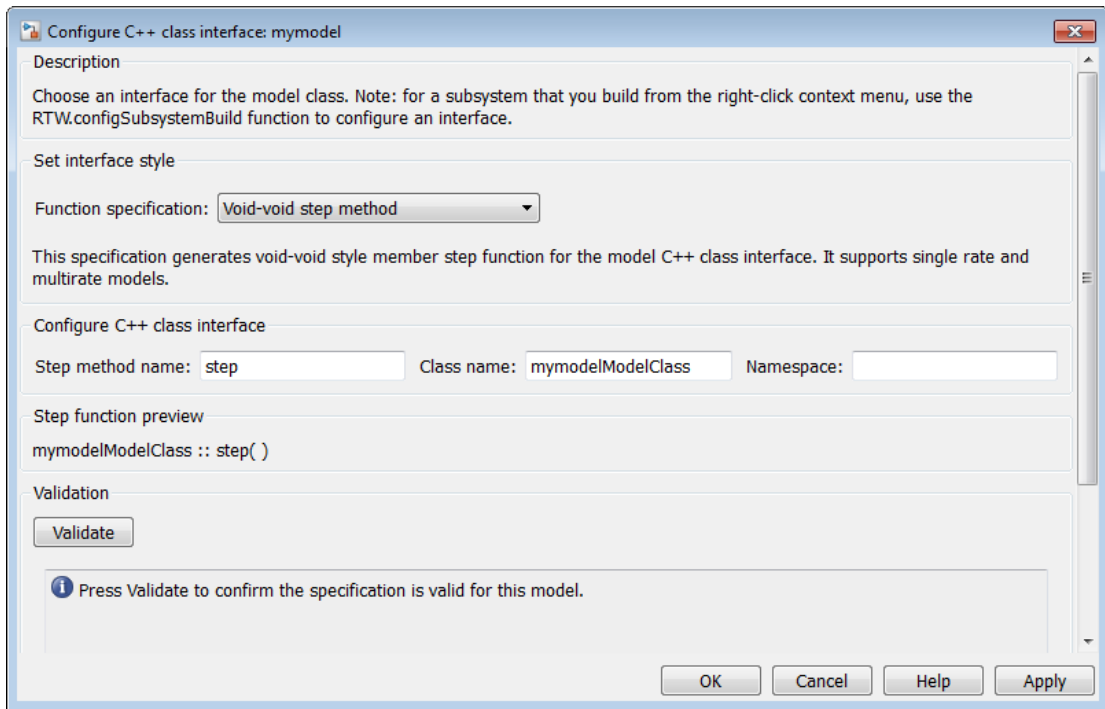 Configure C++ class interface: mymodel
Description
Choose an interface for the model class. Note: for a subsystem that you build from the right-click context menu, use the
RTW.configSubsystemBuild function to configure an interface.
Set interface style
Function specification: Void-void step method
This specification generates void-void style member step function for the model C++ class interface. It supports single rate and
multirate models.
Configure C++ class interface
Step method name: step Class name: mymodelModelClass Namespace:
Step function preview
mymodelModelClass :: step( )
Validation
Validate
Press Validate to confirm the specification is valid for this model.
OK Cancel Help Apply